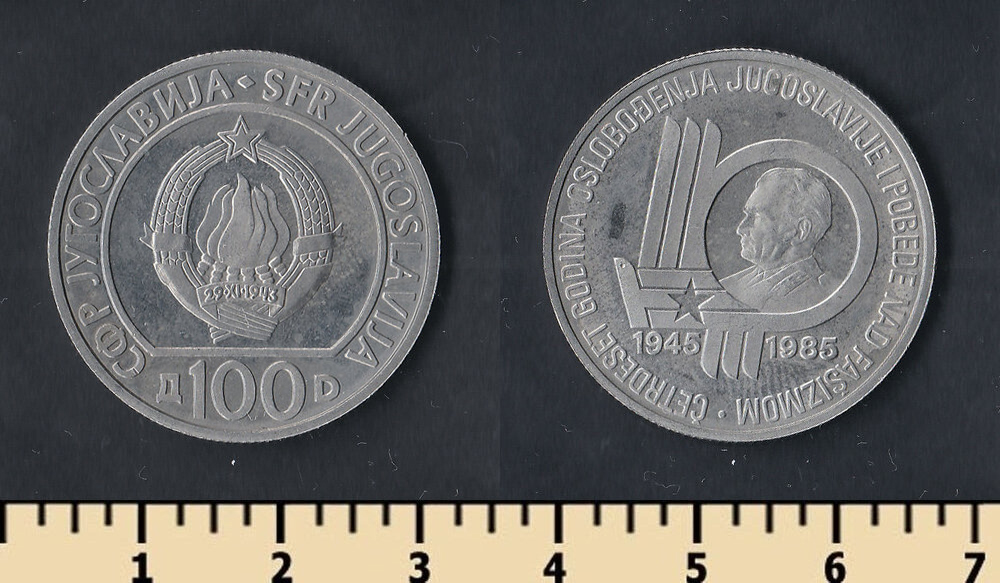 СФР ЈУГОСЛАВИЈА · SFR JUGOSLAVIJA
29·XI·1943
Д 100 D
ČETRDESET GODINA OSLOBOĐENJA JUGOSLAVIJE I POBEDE NAD FAŠIZMOM ·
1945 1985
1 2 3 4 5 6 7